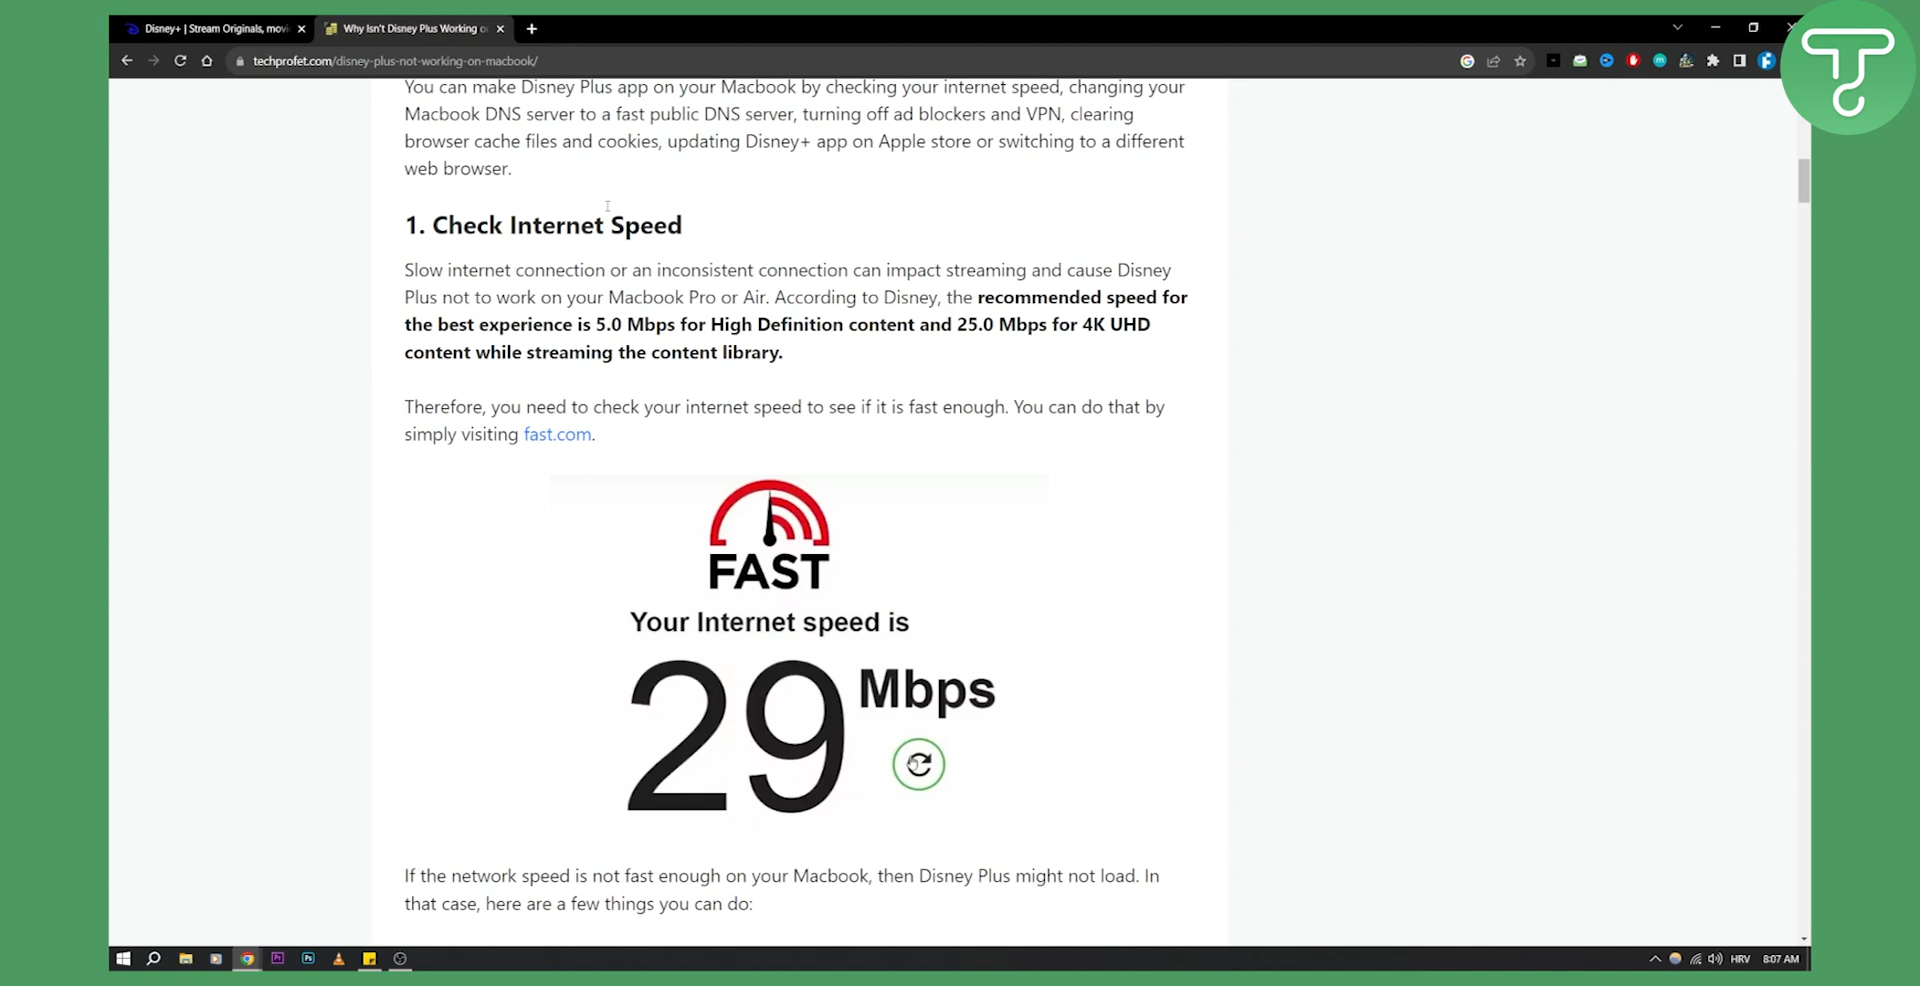 Disney+ | Stream Originals, movi
Why Isn't Disney Plus Working o
techprofet.com/disney-plus-not-working-on-macbook/
You can make Disney Plus app on your Macbook by checking your internet speed, changing your
Macbook DNS server to a fast public DNS server, turning off ad blockers and VPN, clearing
browser cache files and cookies, updating Disney+ app on Apple store or switching to a different
web browser.
1. Check Internet Speed
Slow internet connection or an inconsistent connection can impact streaming and cause Disney
Plus not to work on your Macbook Pro or Air. According to Disney, the recommended speed for
the best experience is 5.0 Mbps for High Definition content and 25.0 Mbps for 4K UHD
content while streaming the content library.
Therefore, you need to check your internet speed to see if it is fast enough. You can do that by
simply visiting fast.com.
FAST
Your Internet speed is
29 Mbps
If the network speed is not fast enough on your Macbook, then Disney Plus might not load. In
that case, here are a few things you can do:
HRV 8:07 AM